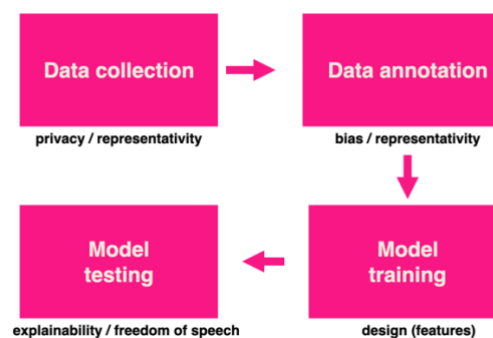 Data collection
privacy / representativity
Data annotation
bias / representativity
Model
training
design (features)
Model
testing
explainability / freedom of speech